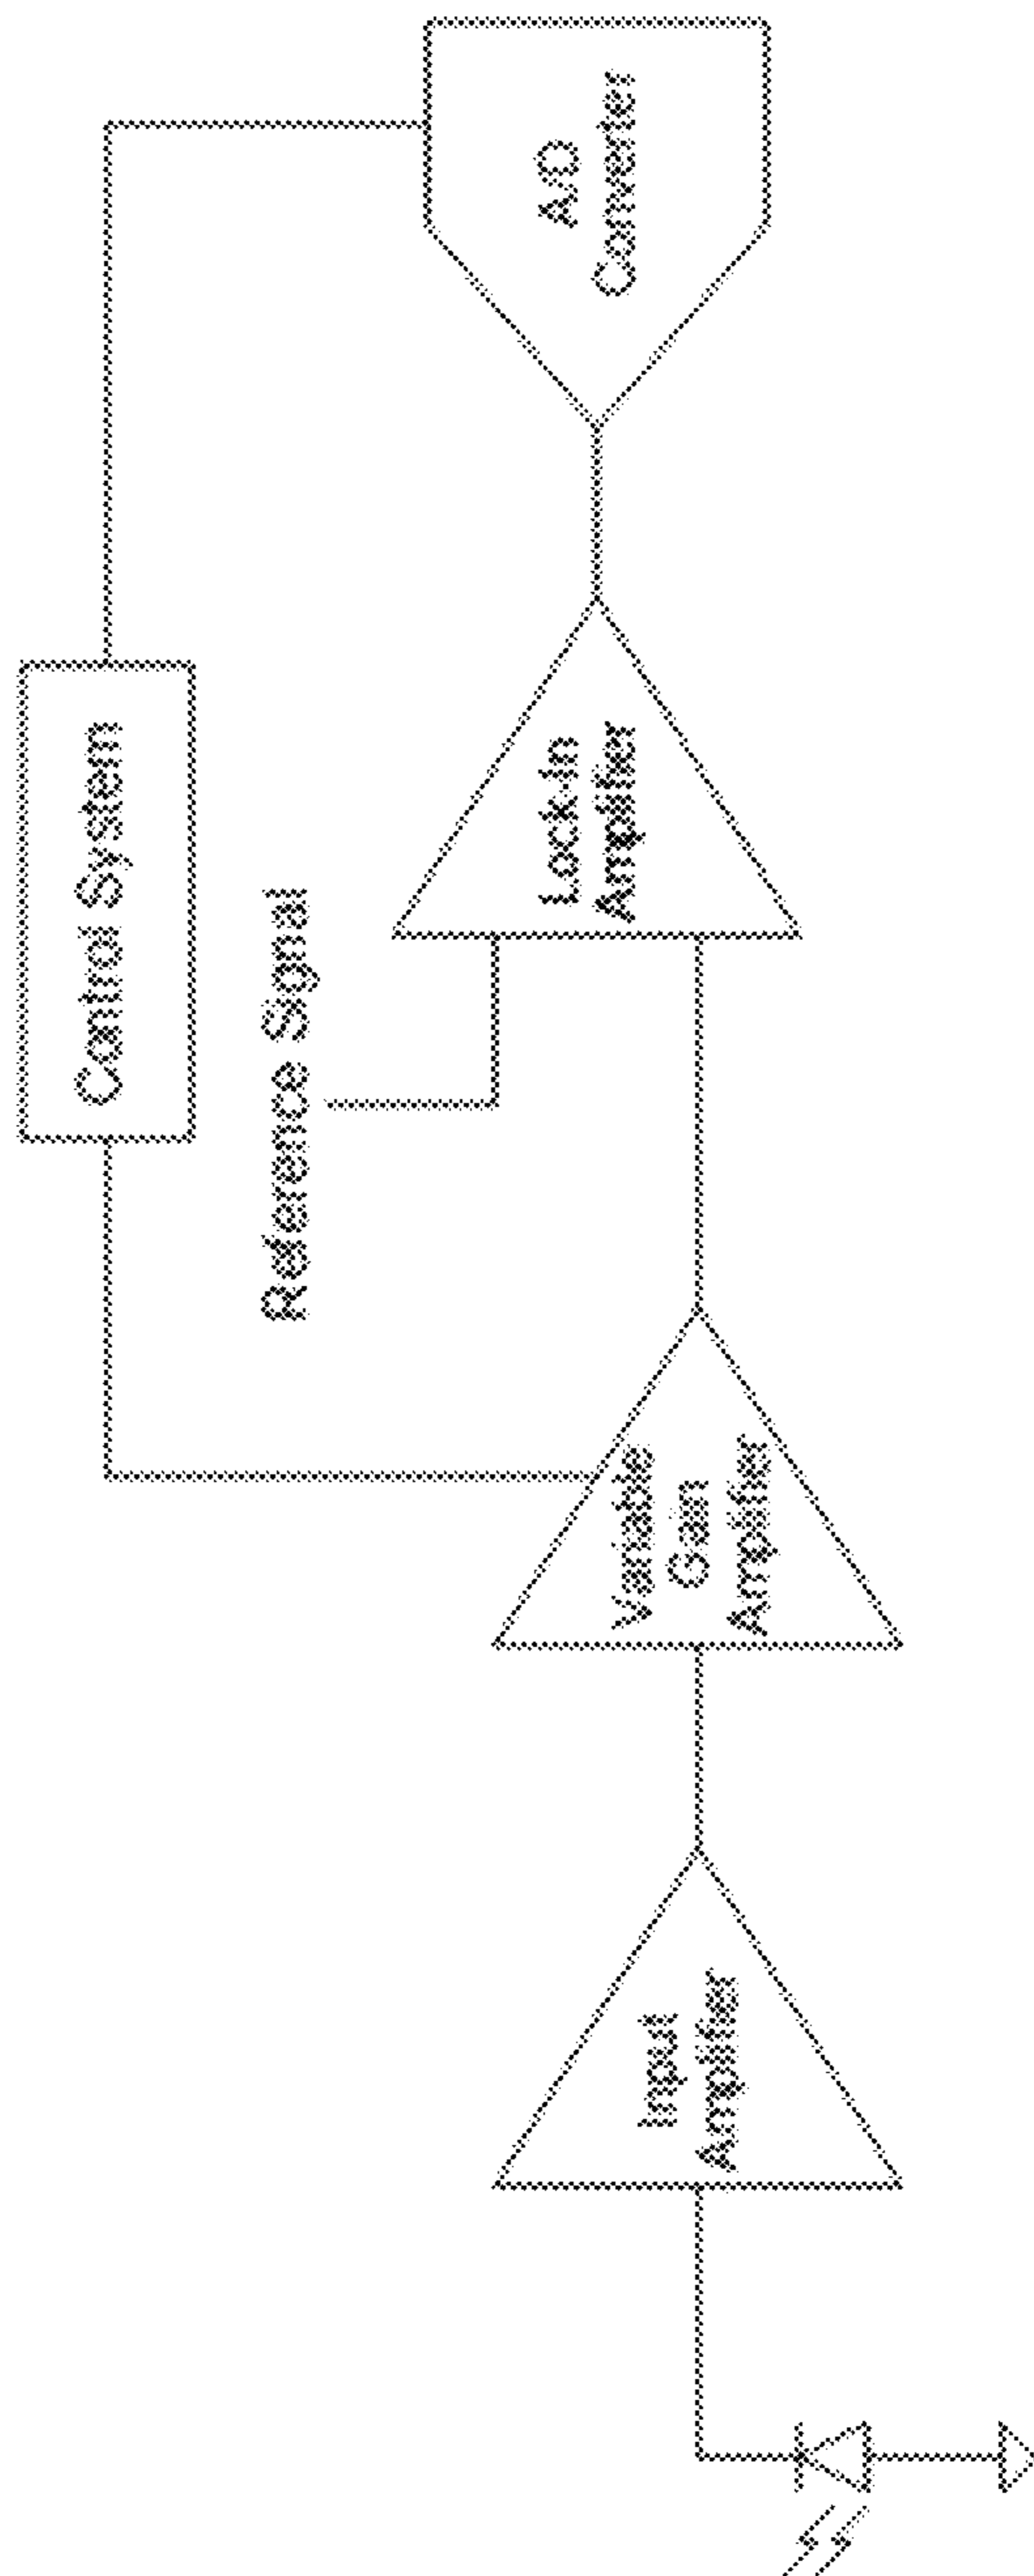 Control System
Reference Signal
A/D
Converter
Lock-in
Amplifier
Variable
Gain
Amplifier
Input
Amplifier